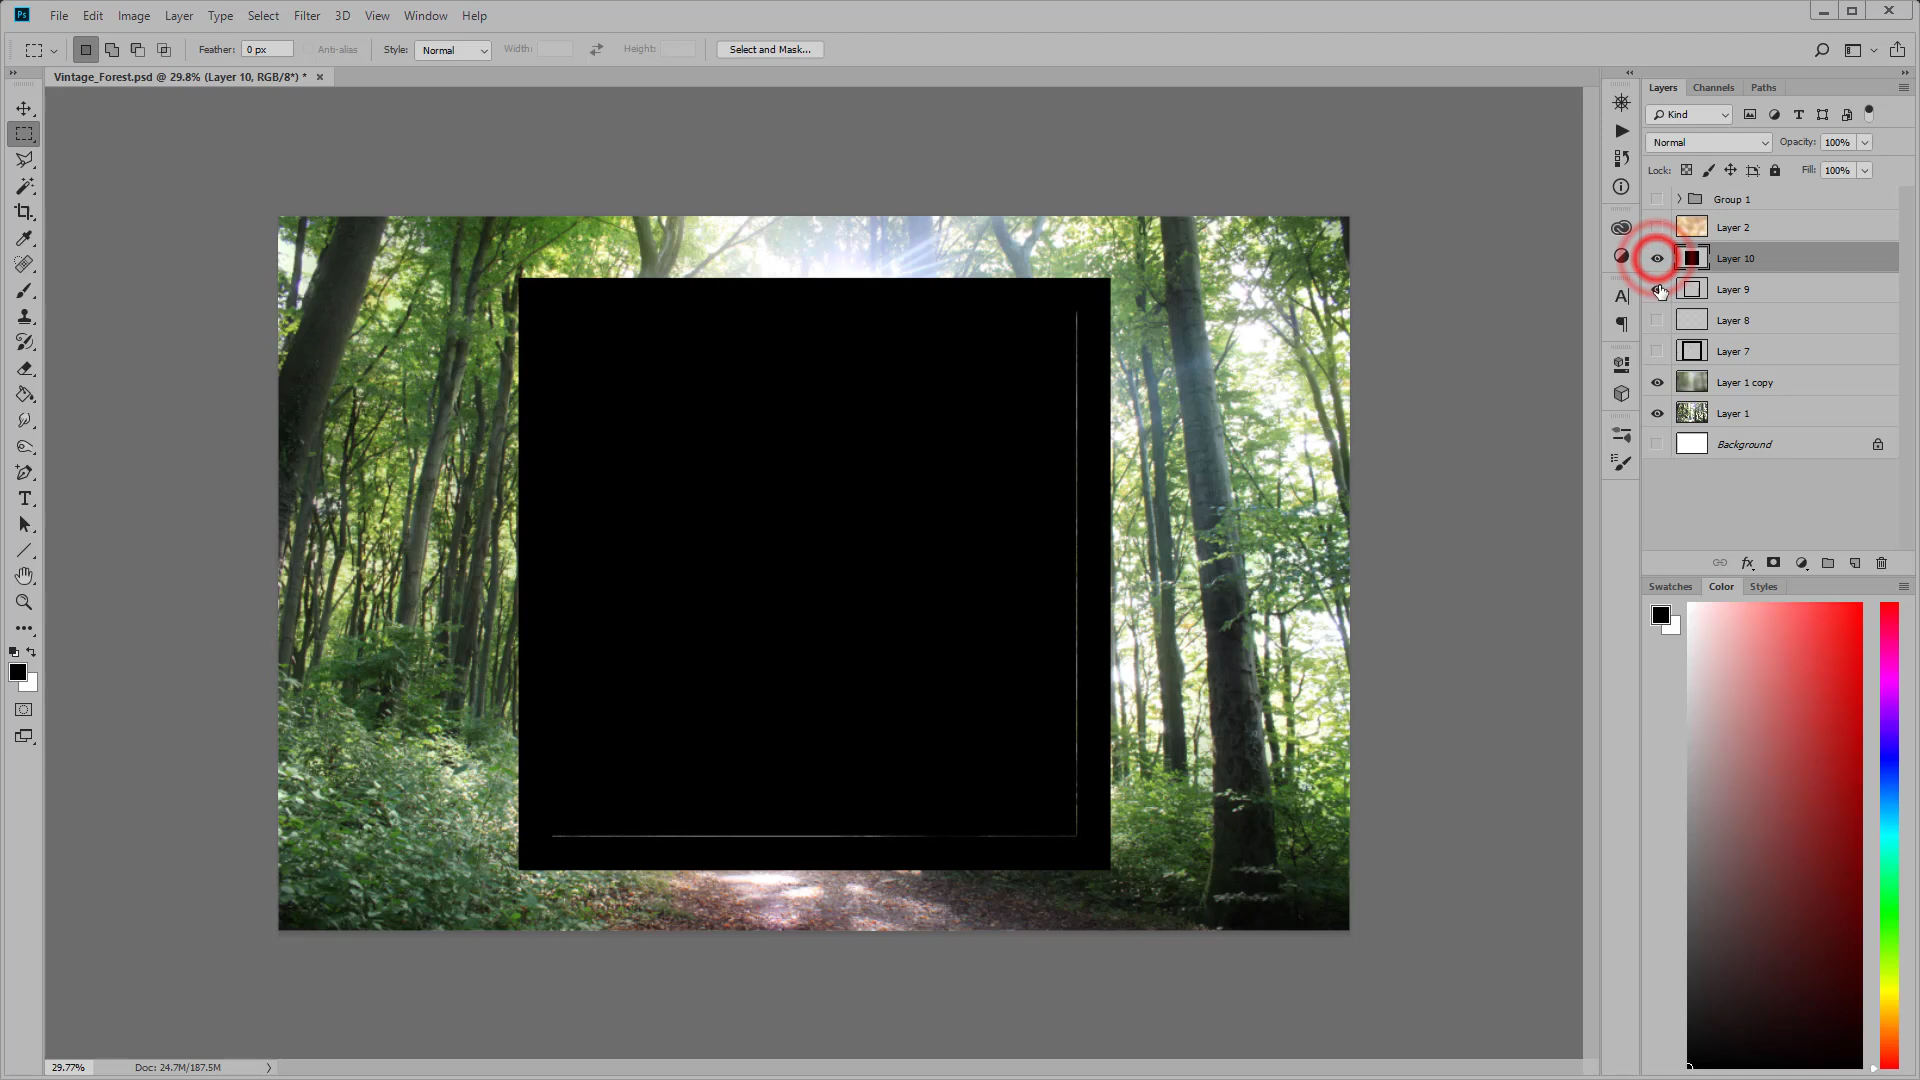 Ps File Edit Image Layer Type Select Filter 3D View Window Help
Feather: 0 px Anti-alias Style: Normal Width: Height: Select and Mask...
Vintage_Forest.psd @ 29.8% (Layer 10, RGB/8*) * ×
Layers Channels Paths
Kind
Normal Opacity: 100%
Lock: Fill: 100%
Group 1
Layer 2
Layer 10
Layer 9
Layer 8
Layer 7
Layer 1 copy
Layer 1
Background
fx
Swatches Color Styles
29.77% Doc: 24.7M/187.5M